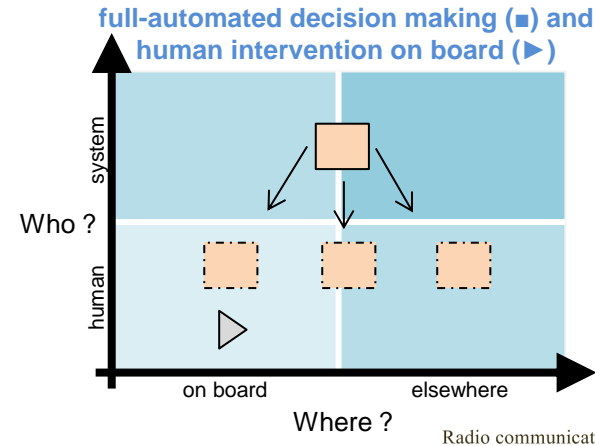 full-automated decision making (■) and
human intervention on board (►)
system
Who ?
human
on board
elsewhere
Where ?
Radio communicat